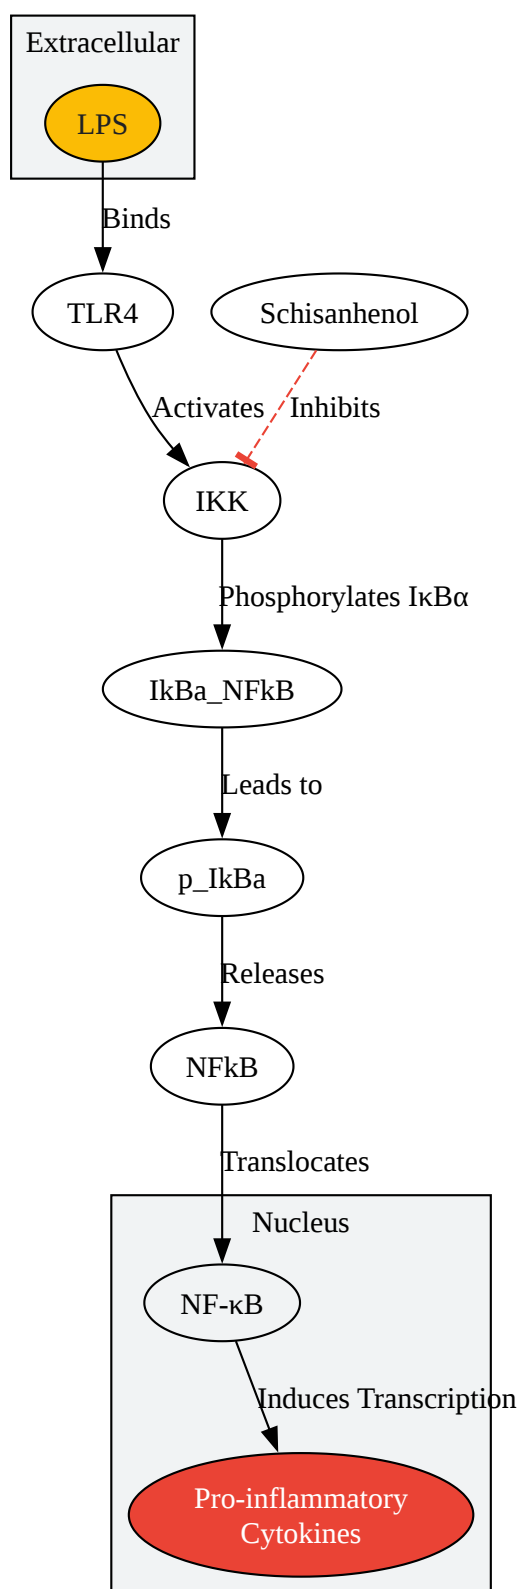 Extracellular
LPS
Binds
TLR4
Schisanhenol
Activates
Inhibits
IKK
Phosphorylates IκBα
IkBa_NFkB
Leads to
p_IkBa
Releases
NFkB
Translocates
Nucleus
NF-κB
Induces Transcription
Pro-inflammatory
Cytokines